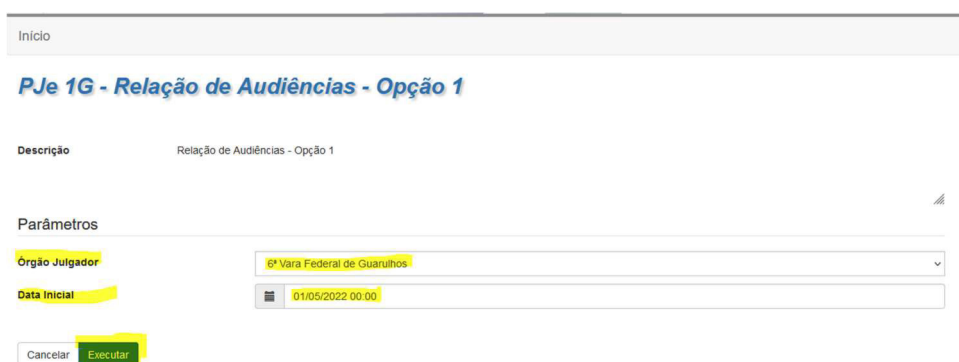 Início
PJe 1G - Relação de Audiências - Opção 1
Descrição Relação de Audiências - Opção 1
Parâmetros
Órgão Julgador 6ª Vara Federal de Guarulhos
Data Inicial 01/05/2022 00:00
Cancelar Executar